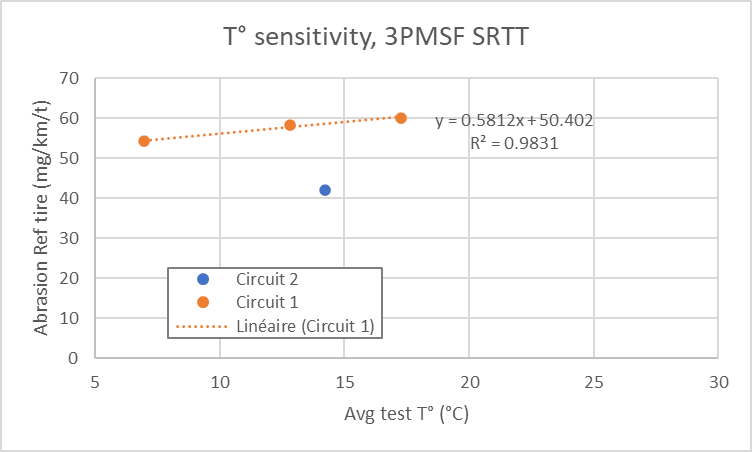 T° sensitivity, 3PMSF SRTT
70
60
50
40
30
20
10
0
Abrasion Ref tire (mg/km/t)
y = 0.5812x + 50.402
R² = 0.9831
Circuit 2
Circuit 1
Linéaire (Circuit 1)
5 10 15 20 25 30
Avg test T° (°C)